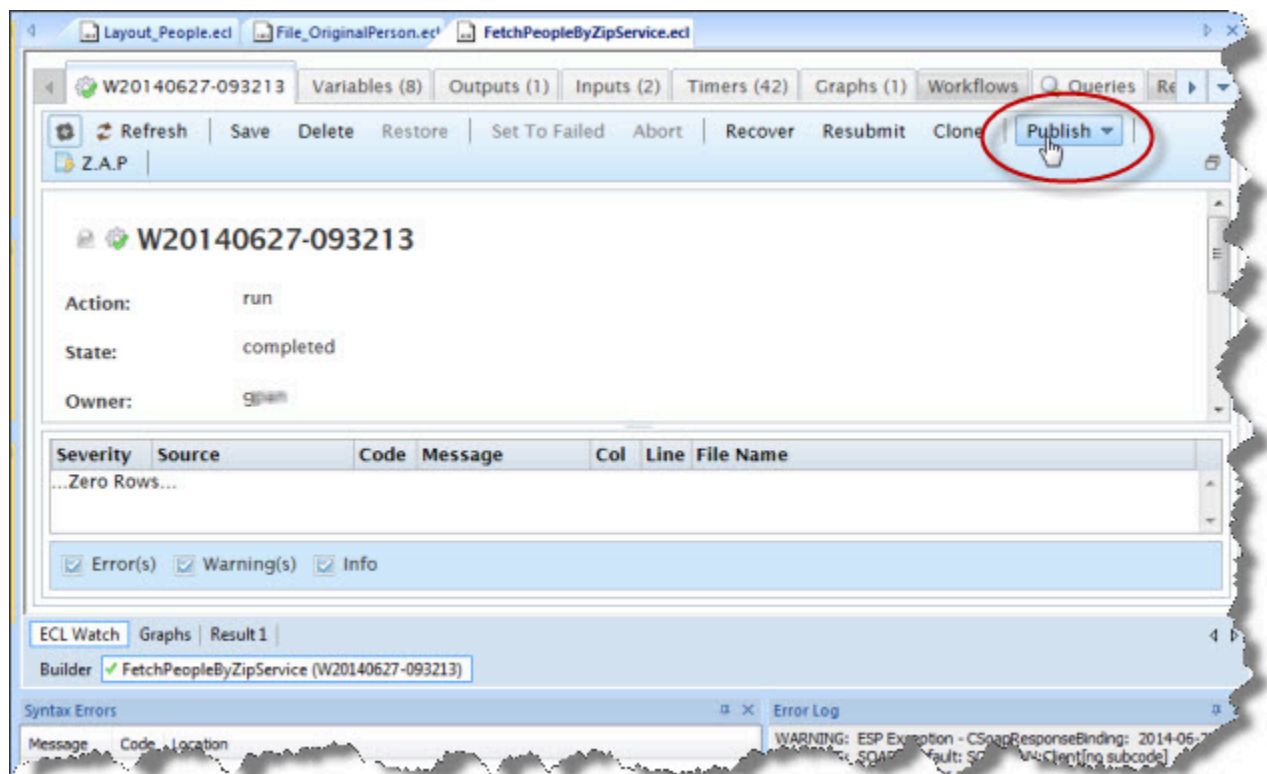 Layout_People.ecl File_OriginalPerson.ecl FetchPeopleByZipService.ecl
W20140627-093213 Variables (8) Outputs (1) Inputs (2) Timers (42) Graphs (1) Workflows Queries Re
Refresh Save Delete Restore Set To Failed Abort Recover Resubmit Clone Publish
Z.A.P
W20140627-093213
Action: run
State: completed
Owner:
Severity Source Code Message Col Line File Name
...Zero Rows...
Error(s) Warning(s) Info
ECL Watch Graphs Result 1
Builder FetchPeopleByZipService (W20140627-093213)
Syntax Errors Error Log
Message Code Location
WARNING: ESP Exception - CSoapResponseBinding: 2014-06-2
subcode]